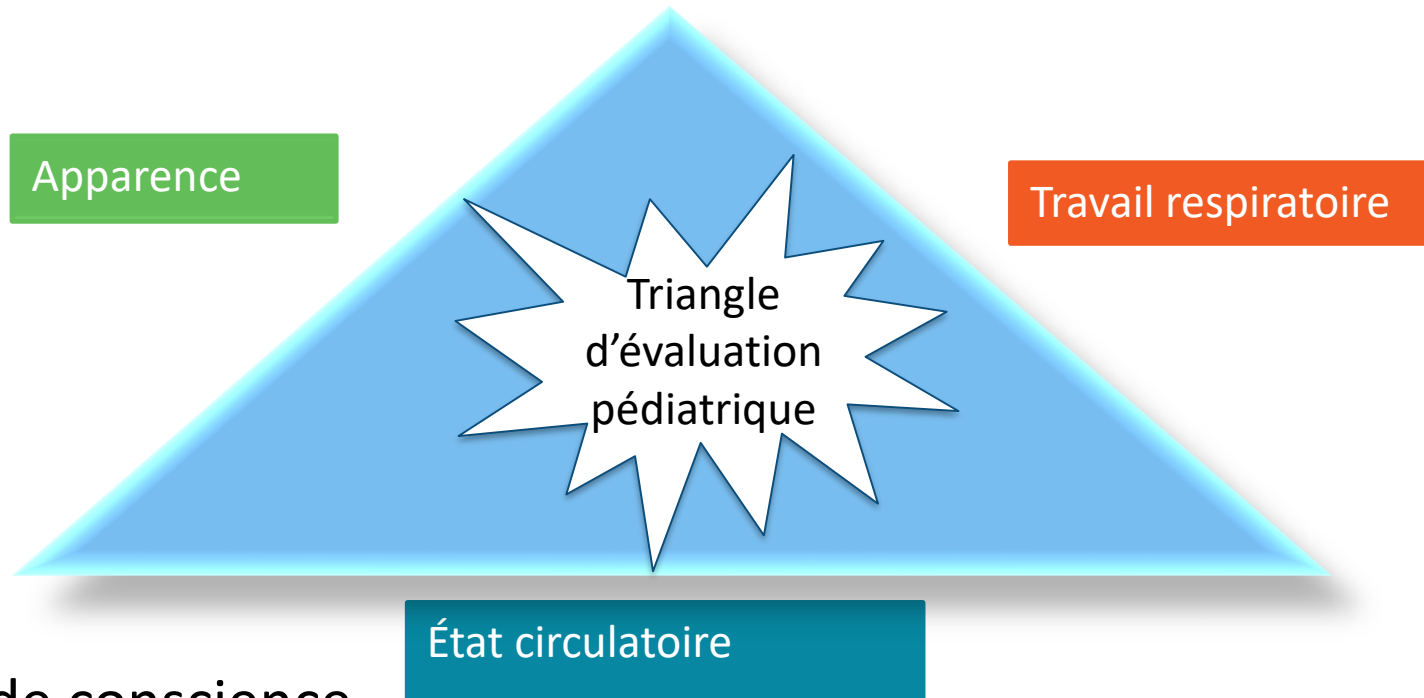 Apparence
Travail respiratoire
Triangle
d’évaluation
pédiatrique
État circulatoire
de conscience